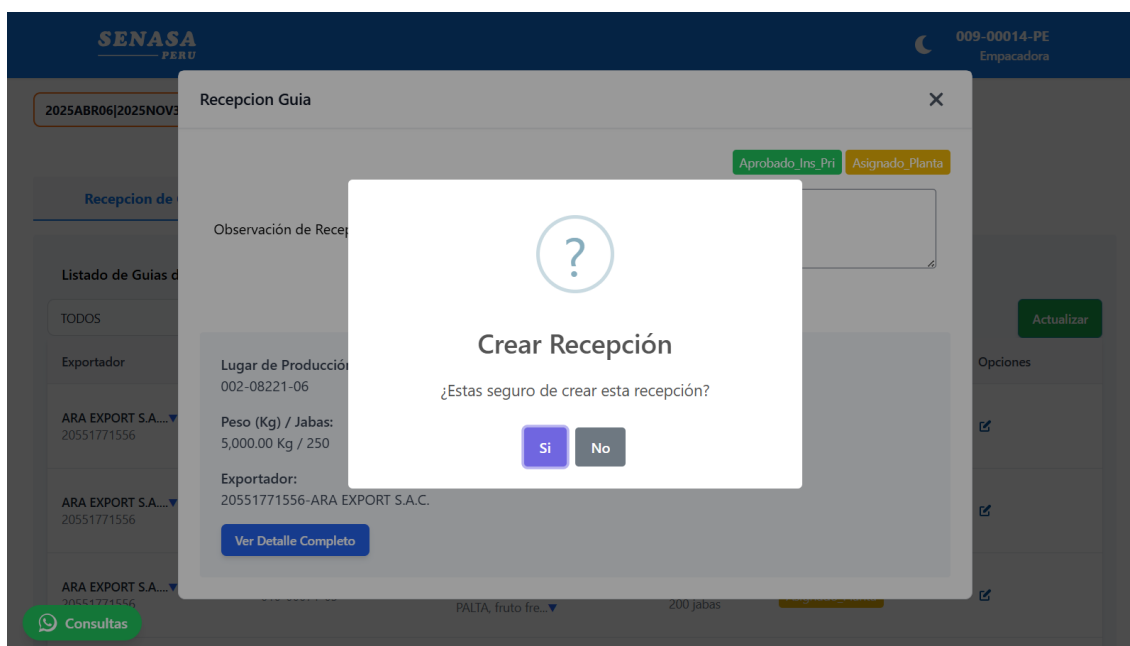 SENASA
PERU
009-00014-PE
Empacadora
2025ABR06|2025NOV3
Recepcion Guia
Aprobado_Ins_Pri
Asignado_Planta
Recepcion de
Observación de Recep
?
Listado de Guias d
TODOS
Actualizar
Crear Recepción
Exportador
Opciones
Lugar de Producción
002-08221-06
¿Estas seguro de crear esta recepción?
ARA EXPORT S.A....▼
20551771556
Peso (Kg) / Jabas:
5,000.00 Kg / 250
Si
No
Exportador:
20551771556-ARA EXPORT S.A.C.
ARA EXPORT S.A....▼
20551771556
Ver Detalle Completo
ARA EXPORT S.A....▼
20551771556
PALTA, fruto fre...▼
200 jabas
Consultas